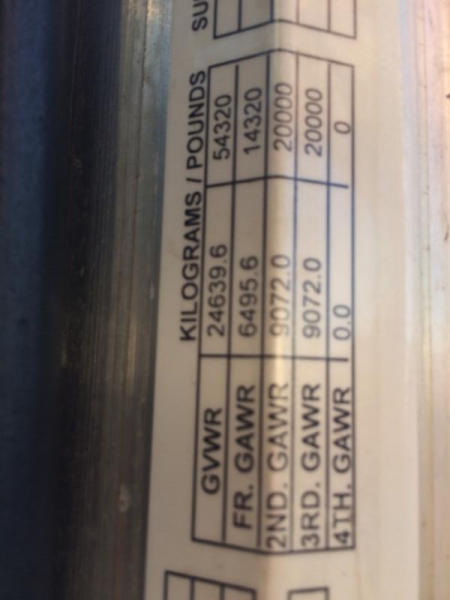 SU
KILOGRAMS / POUNDS
GVWR 24639.6 54320
FR. GAWR 6495.6 14320
2ND. GAWR 9072.0 20000
3RD. GAWR 9072.0 20000
4TH. GAWR 0.0 0